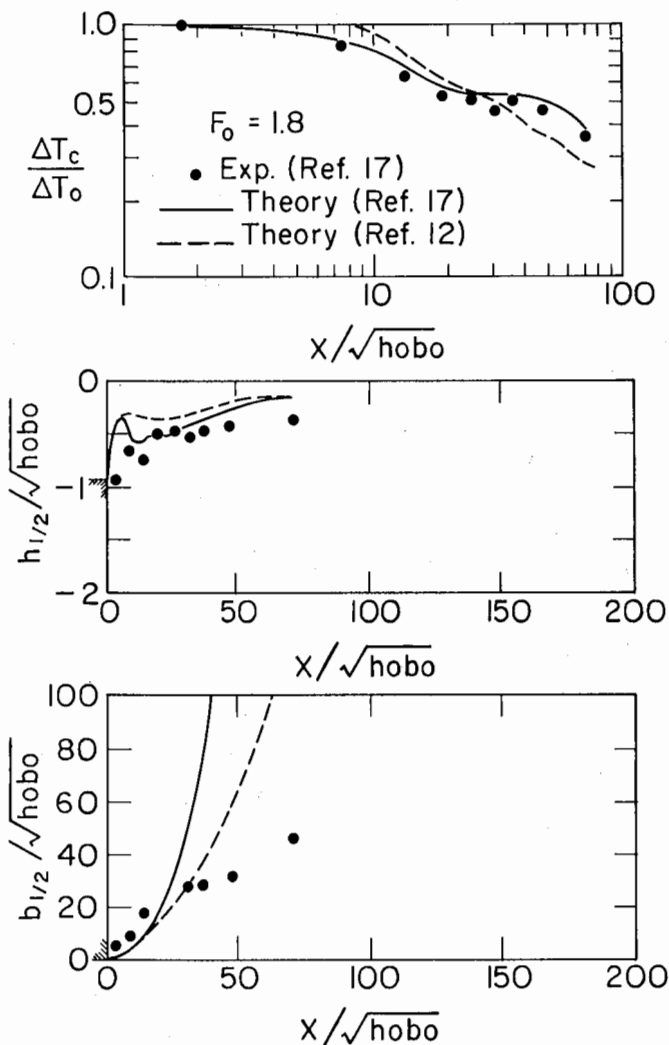 1.0
0.5
0.1
ΔTc
ΔTo
Fo = 1.8
● Exp. (Ref. 17)
Theory (Ref. 17)
Theory (Ref. 12)
1 10 100
X/√hobo
h1/2/√hobo
0
-1
-2
0 50 100 150 200
X/√hobo
b1/2/√hobo
100
80
60
40
20
0
0 50 100 150 200
X/√hobo